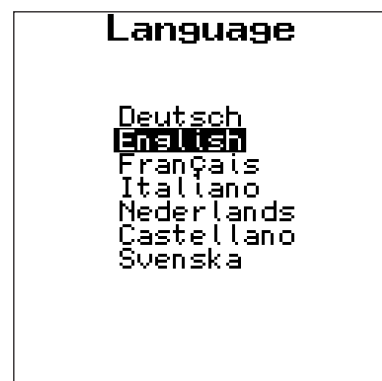 Language
Deutsch
English
Français
Italiano
Nederlands
Castellano
Svenska